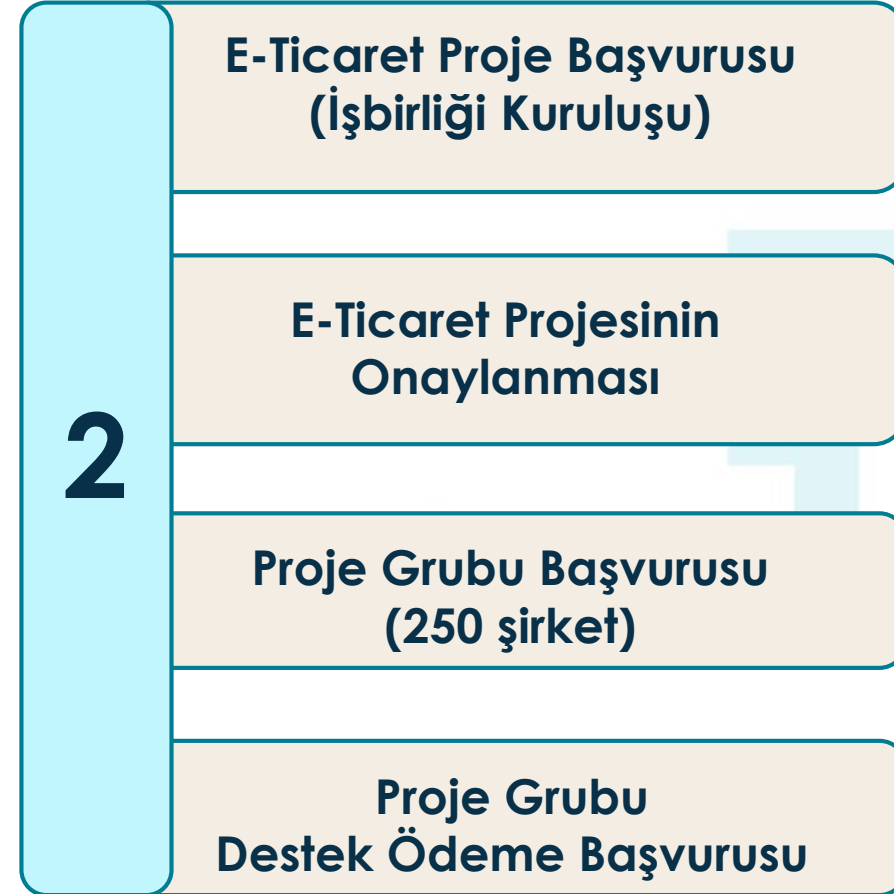 2
E-Ticaret Proje Başvurusu
(İşbirliği Kuruluşu)
E-Ticaret Projesinin
Onaylanması
Proje Grubu Başvurusu
(250 şirket)
Proje Grubu
Destek Ödeme Başvurusu